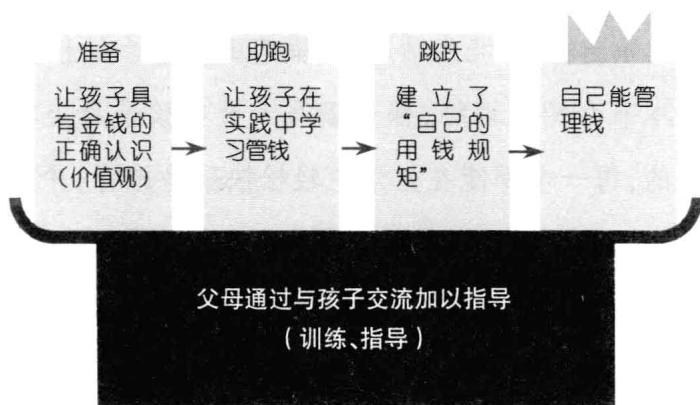 准备
让孩子具
有金钱的
正确认识
（价值观）
助跑
让孩子在
实践中学
习管钱
跳跃
建立了
“自己的
用钱规
矩”
自己能管
理钱
父母通过与孩子交流加以指导
（训练、指导）